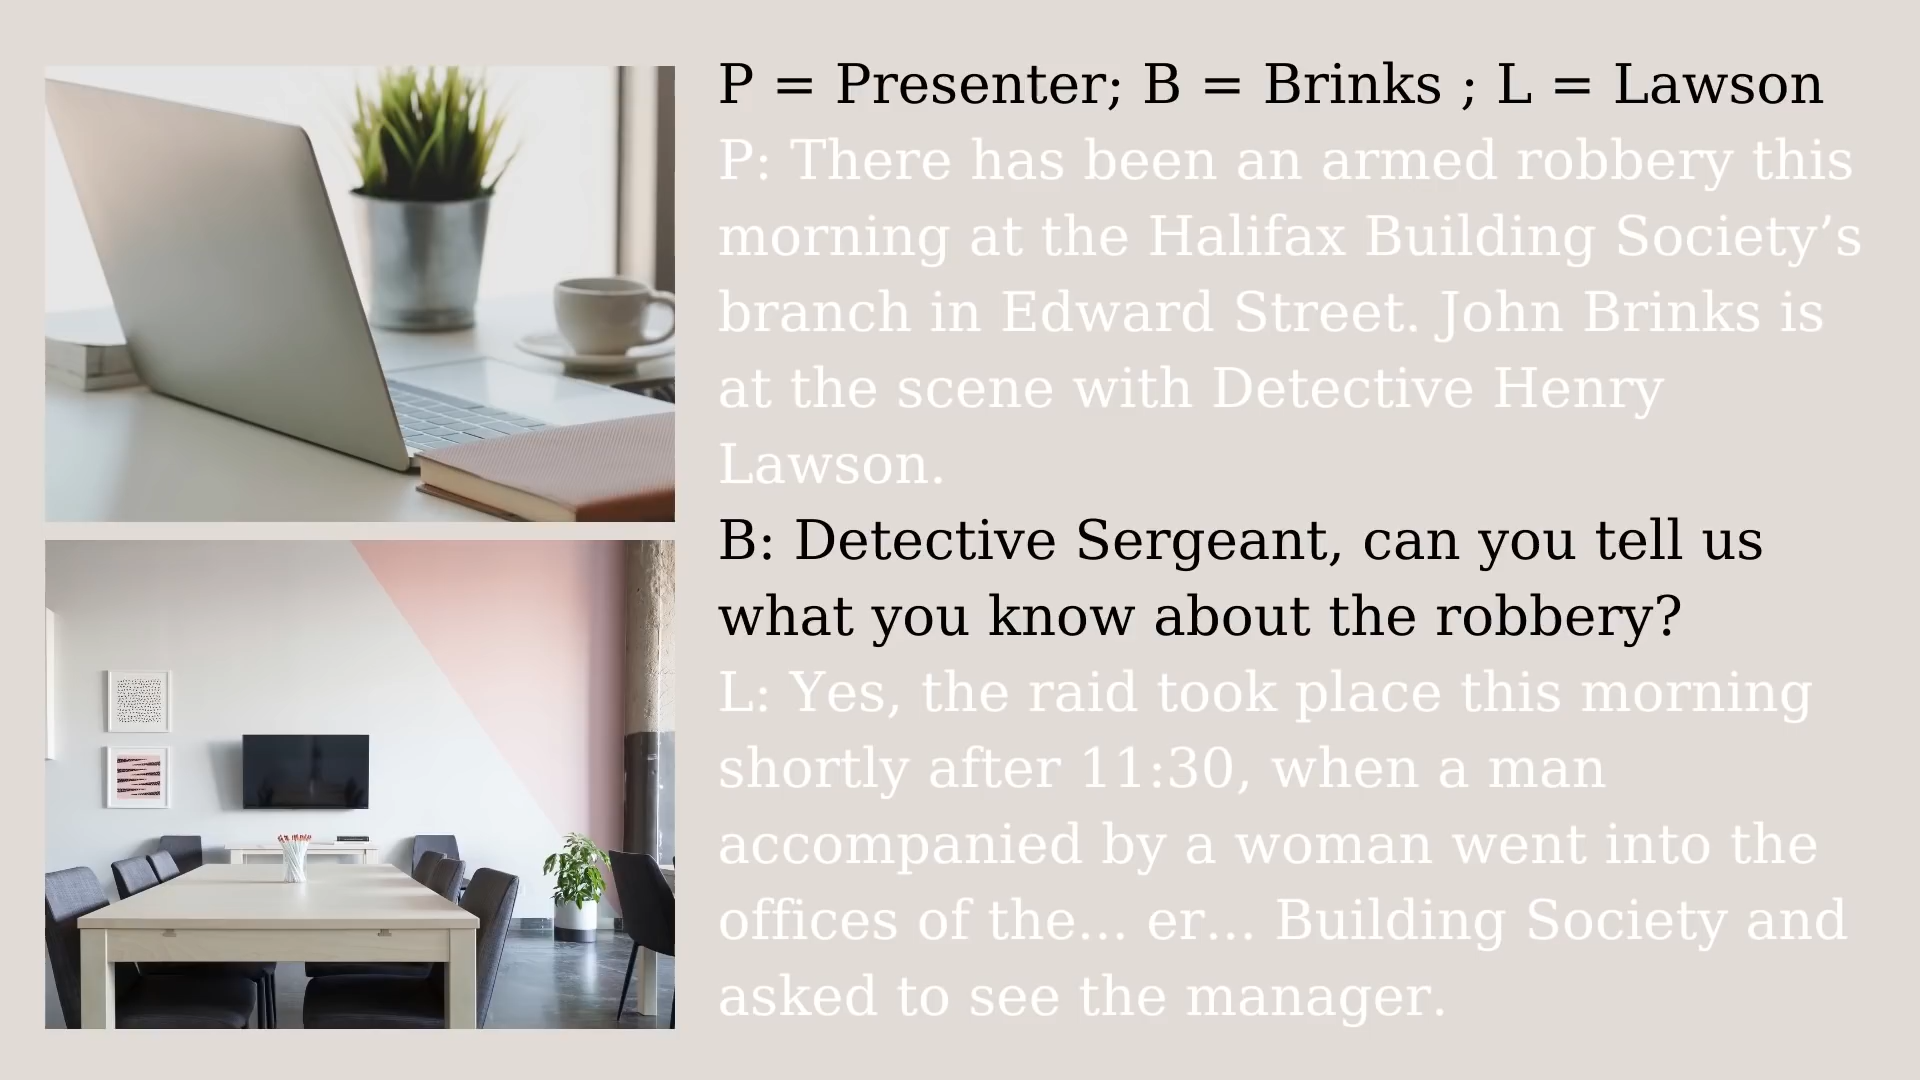 P = Presenter; B = Brinks ; L = Lawson
P: There has been an armed robbery this
morning at the Halifax Building Society’s
branch in Edward Street. John Brinks is
at the scene with Detective Henry
Lawson.
B: Detective Sergeant, can you tell us
what you know about the robbery?
L: Yes, the raid took place this morning
shortly after 11:30, when a man
accompanied by a woman went into the
offices of the... er... Building Society and
asked to see the manager.